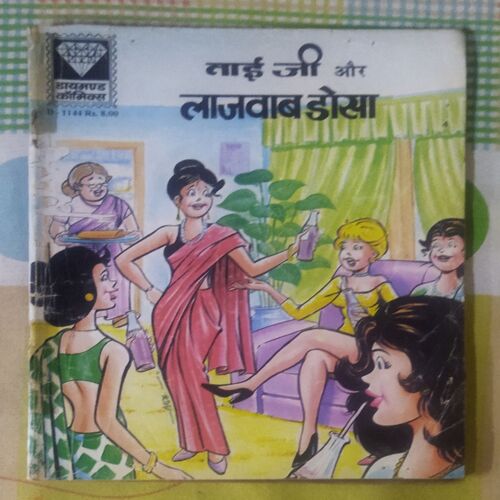 डायमण्ड
कॉमिक्स
D-1144 Rs. 8.00
ताई जी और
लाजवाब डोसा